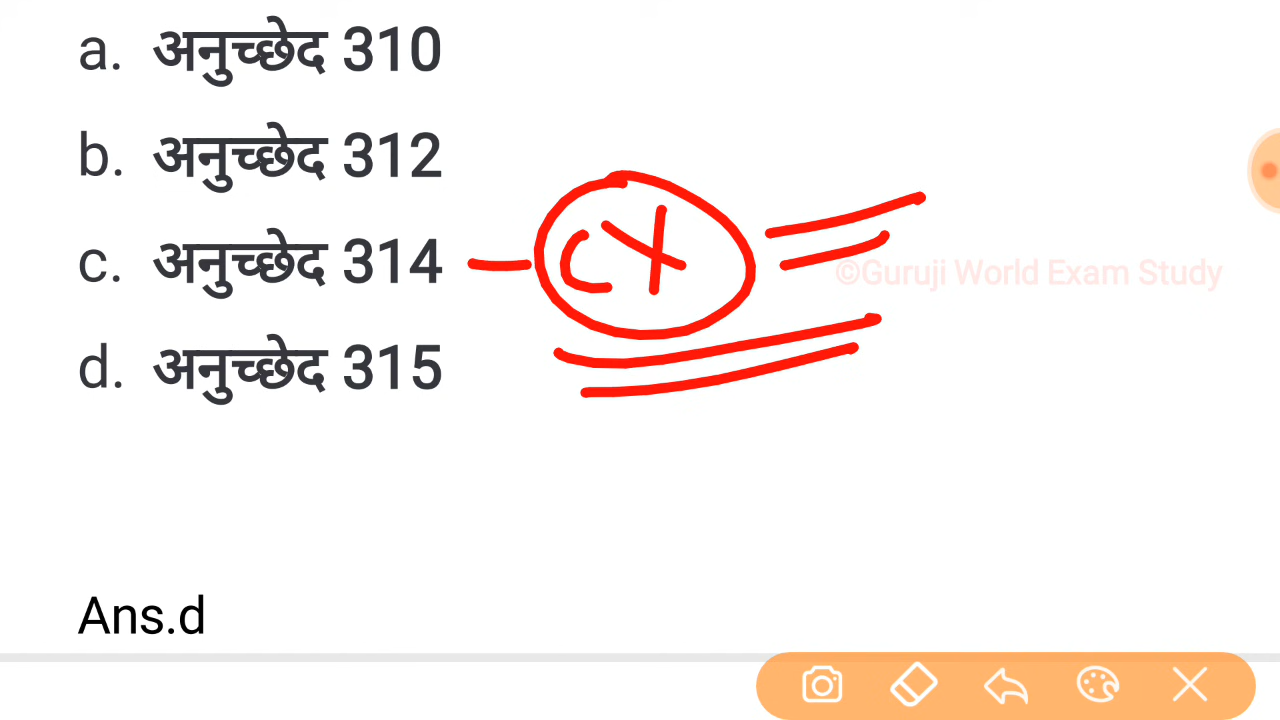 a. अनुच्छेद 310
b. अनुच्छेद 312
c. अनुच्छेद 314
©Guruji World Exam Study
d. अनुच्छेद 315
Ans.d